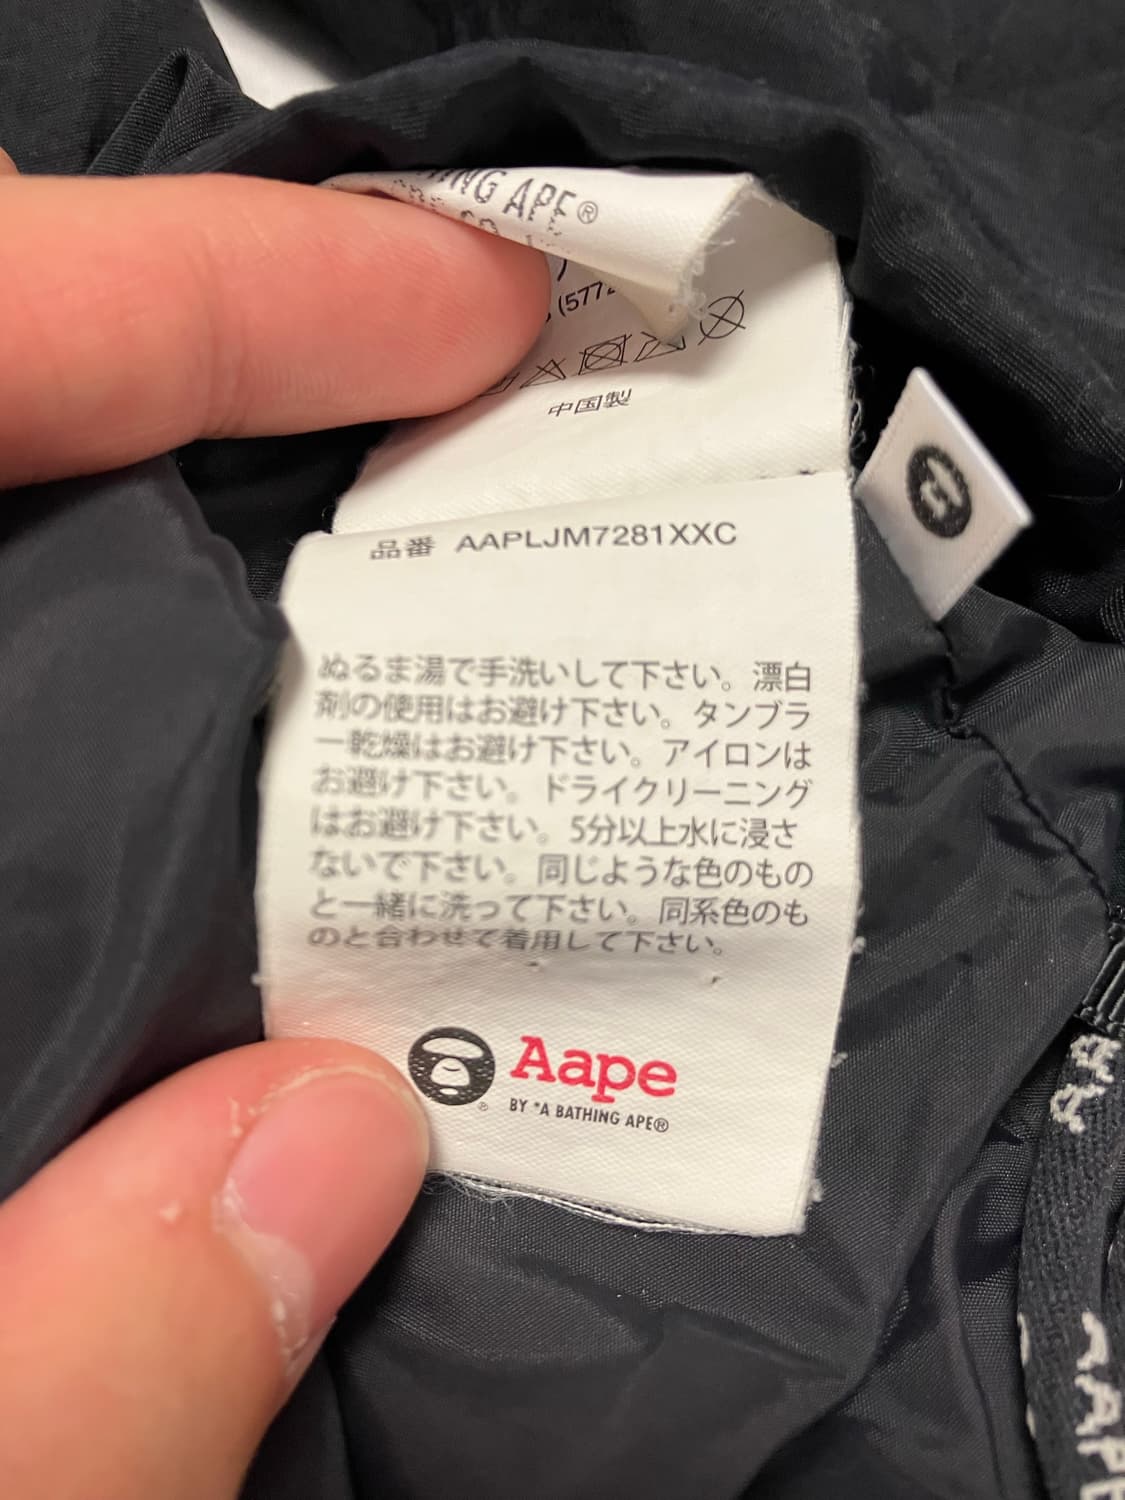 APE®
中国製
品番 AAPLJM7281XXC
ぬるま湯で手洗いして下さい。漂白
剤の使用はお避け下さい。タンブラ
ー乾燥はお避け下さい。アイロンは
お避け下さい。ドライクリーニング
はお避け下さい。5分以上水に浸さ
ないで下さい。同じような色のもの
と一緒に洗って下さい。同系色のも
のと合わせて着用して下さい。
Aape
BY *A BATHING APE®
AAPE